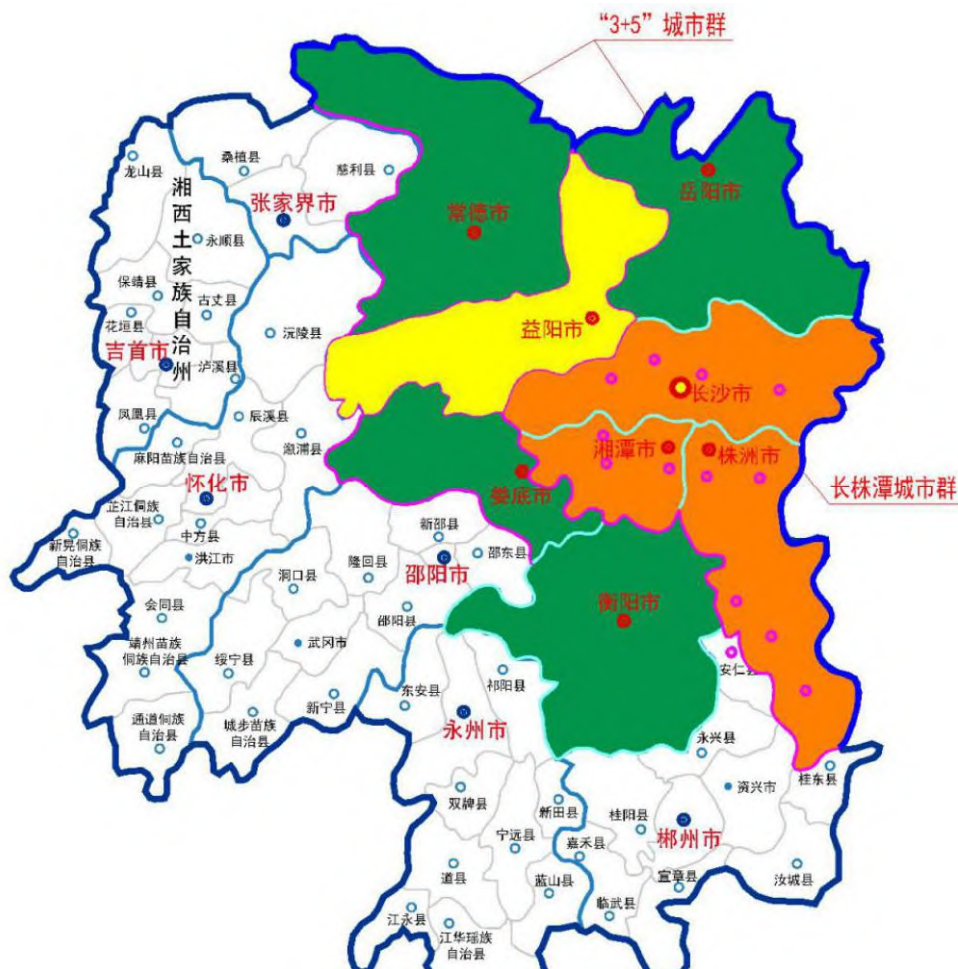 “3+5”城市群
岳阳市
龙山县
桑植县
慈利县
湘西土家族自治州
张家界市
常德市
永顺县
保靖县
古丈县
花垣县
沅陵县
益阳市
吉首市
泸溪县
长沙市
凤凰县
辰溪县
溆浦县
麻阳苗族自治县
湘潭市
株洲市
怀化市
娄底市
长株潭城市群
芷江侗族
自治县
新晃侗族
自治县
中方县
洪江市
新邵县
邵东县
隆回县
邵阳市
洞口县
会同县
邵阳县
衡阳市
靖州苗族
侗族自治县
武冈市
绥宁县
安仁县
祁阳县
东安县
新宁县
通道侗族
自治县
城步苗族
自治县
永州市
永兴县
桂东县
资兴市
双牌县
新田县
桂阳县
郴州市
宁远县
嘉禾县
道县
蓝山县
宜章县
汝城县
临武县
江永县
江华瑶族
自治县